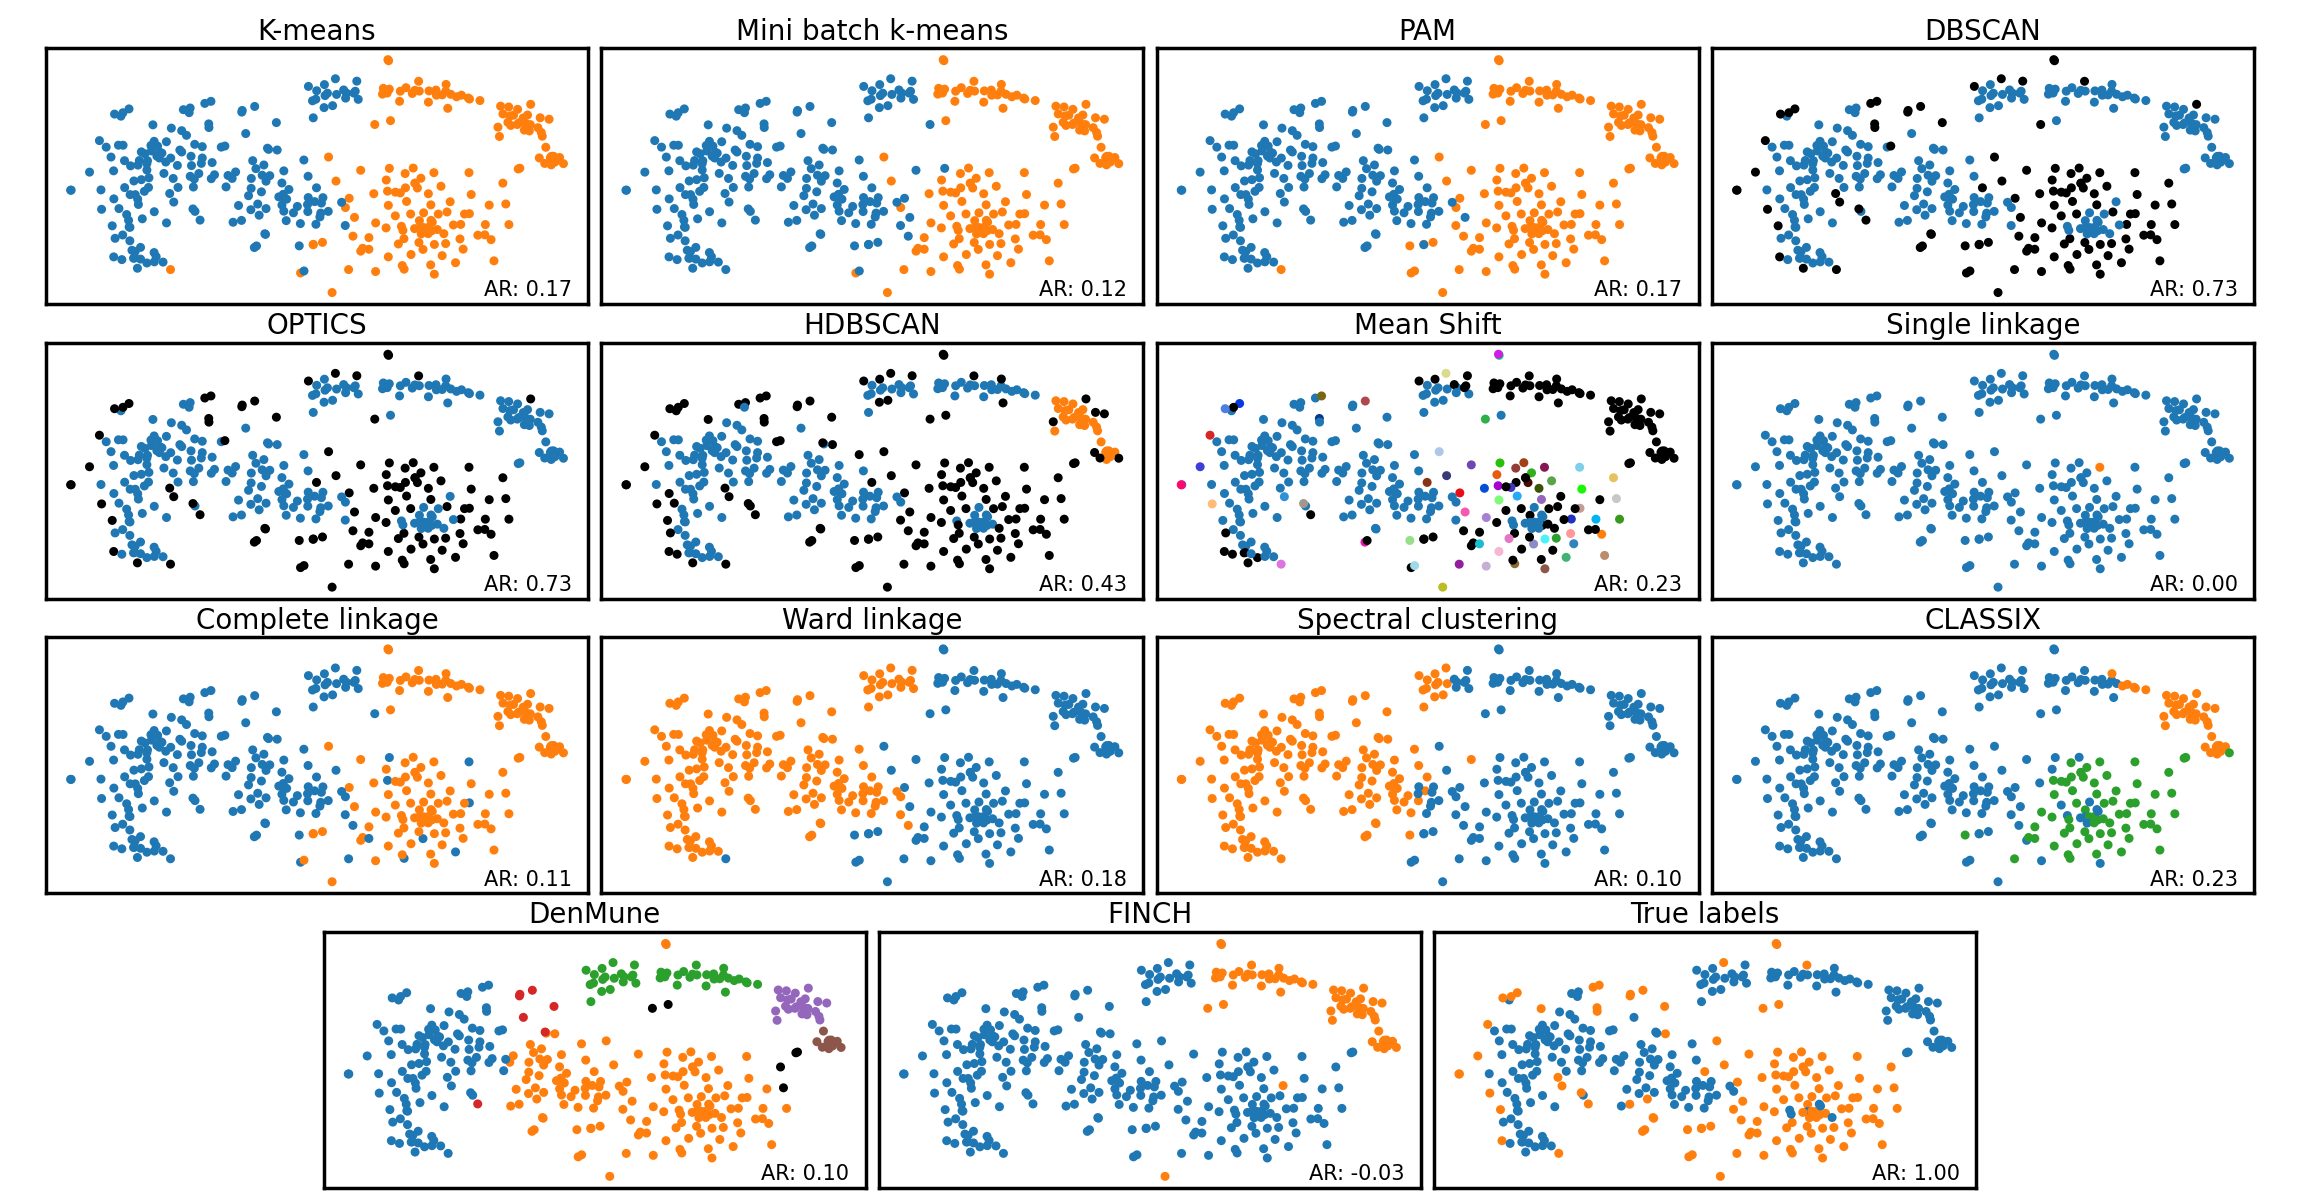 K-means
Mini batch k-means
PAM
DBSCAN
AR: 0.17
AR: 0.12
AR: 0.17
AR: 0.73
OPTICS
HDBSCAN
Mean Shift
Single linkage
AR: 0.73
AR: 0.43
AR: 0.23
AR: 0.00
Complete linkage
Ward linkage
Spectral clustering
CLASSIX
AR: 0.11
AR: 0.18
AR: 0.10
AR: 0.23
DenMune
FINCH
True labels
AR: 0.10
AR: -0.03
AR: 1.00